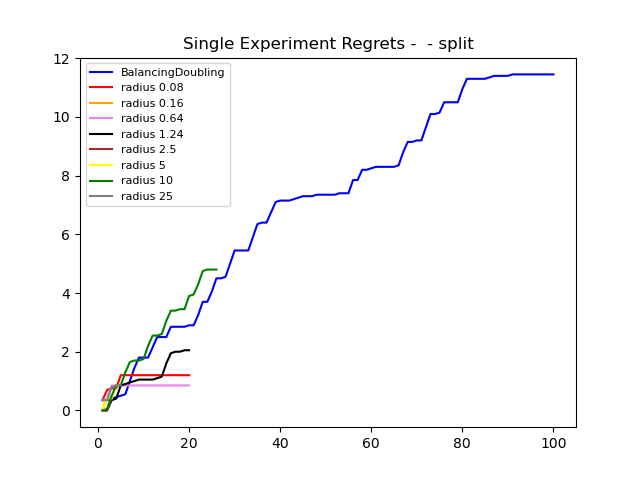 Single Experiment Regrets -  - split
BalancingDoubling
radius 0.08
radius 0.16
radius 0.64
radius 1.24
radius 2.5
radius 5
radius 10
radius 25
12
10
8
6
4
2
0
0 20 40 60 80 100